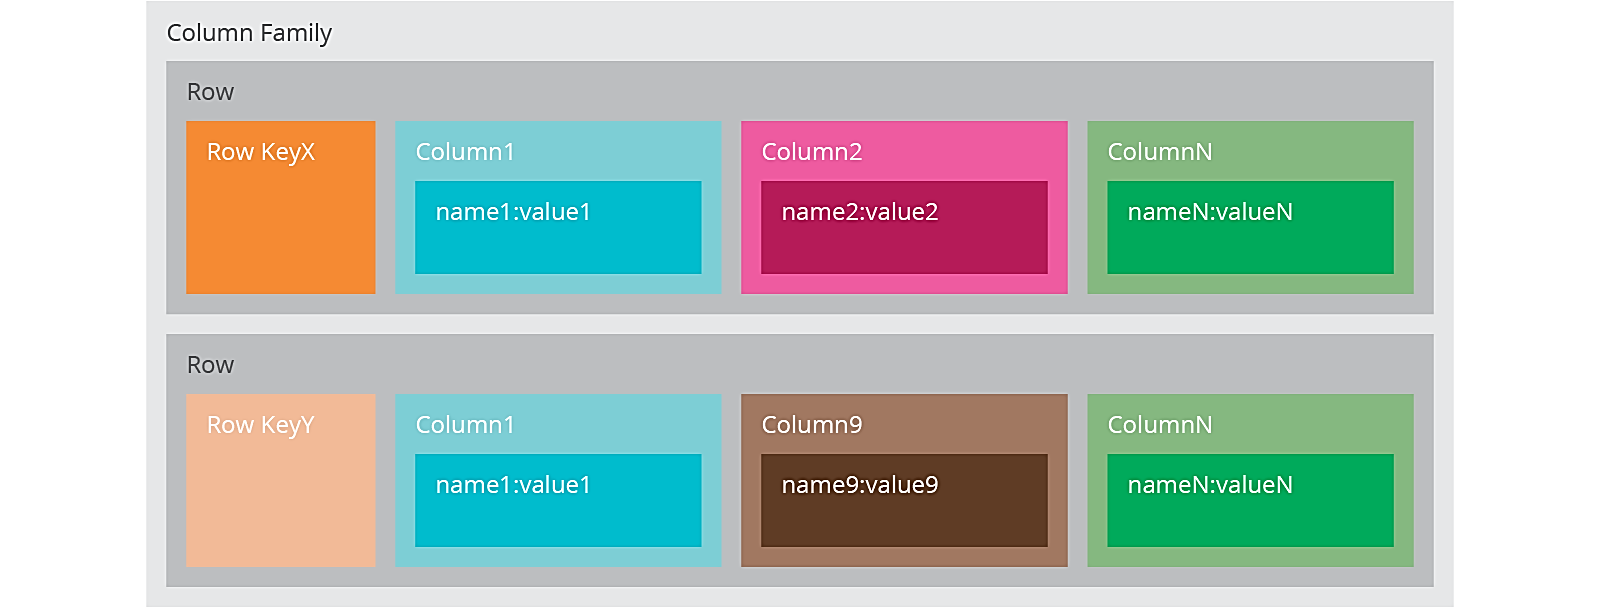 Column Family
Row
Row KeyX
Column1
name1:value1
Column2
name2:value2
ColumnN
nameN:valueN
Row
Row KeyY
Column1
name1:value1
Column9
name9:value9
ColumnN
nameN:valueN